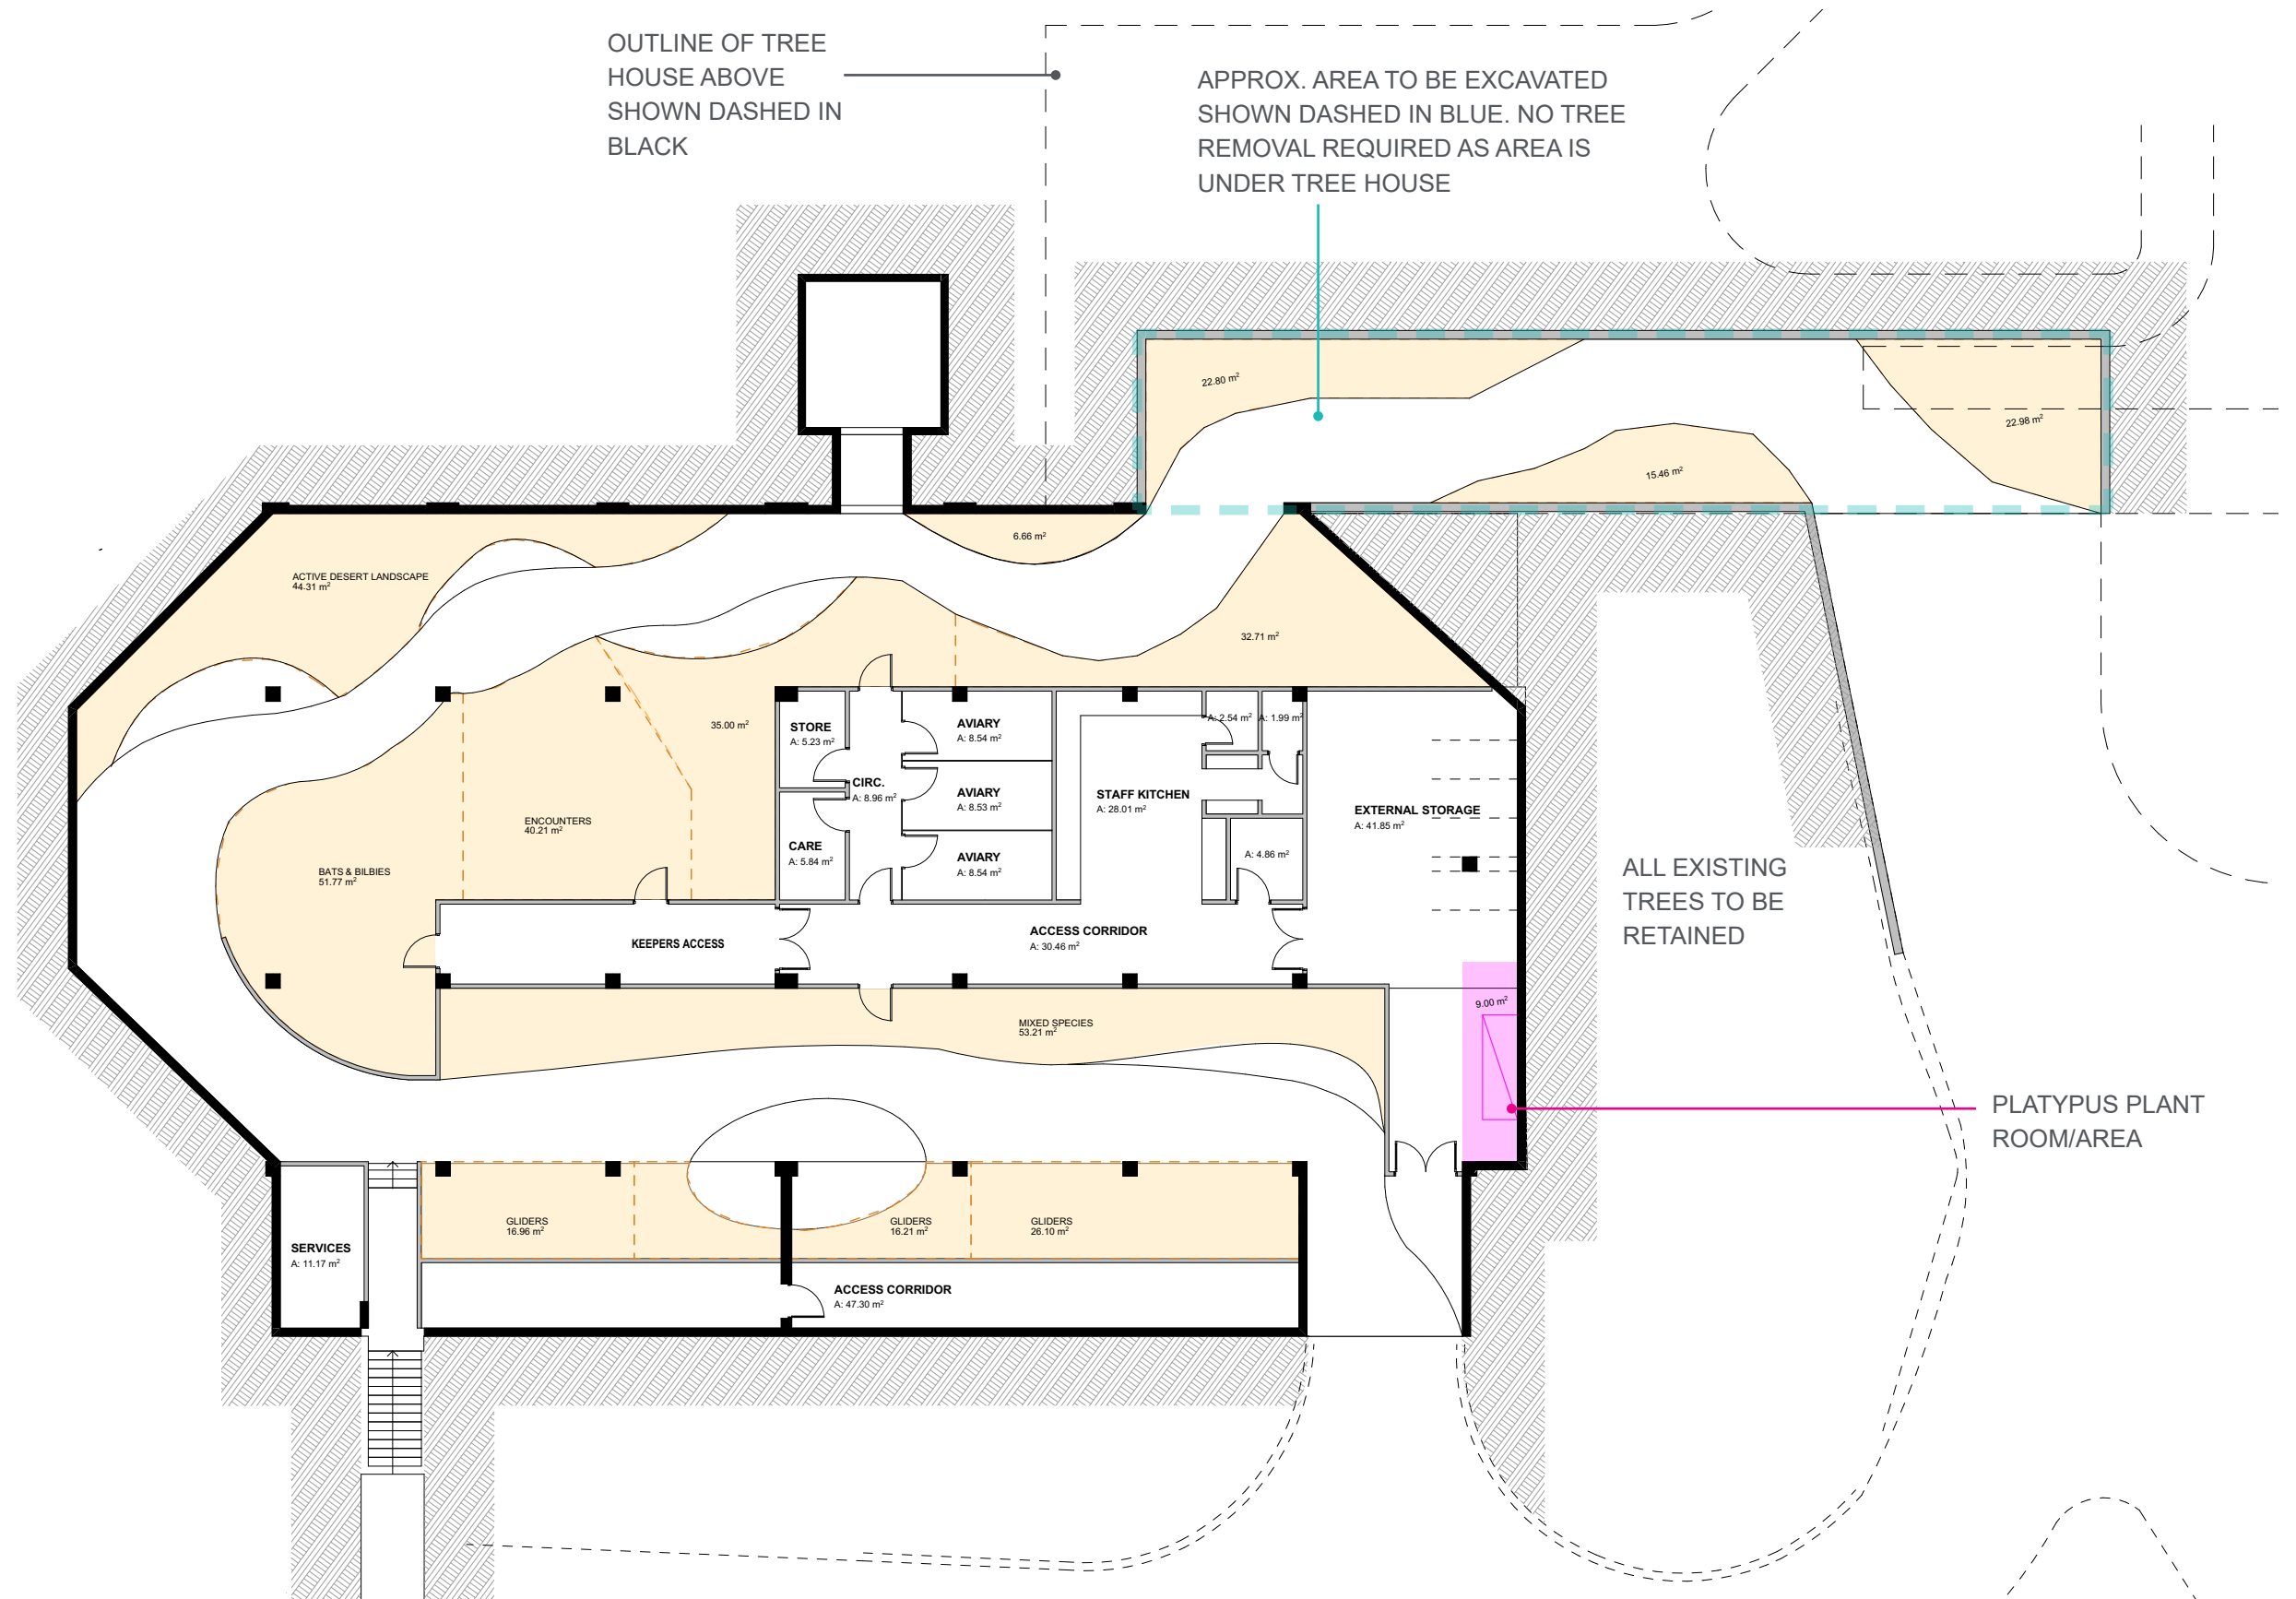 OUTLINE OF TREE
HOUSE ABOVE
SHOWN DASHED IN
BLACK
APPROX. AREA TO BE EXCAVATED
SHOWN DASHED IN BLUE. NO TREE
REMOVAL REQUIRED AS AREA IS
UNDER TREE HOUSE
22.80 m²
22.98 m²
15.46 m²
6.66 m²
ACTIVE DESERT LANDSCAPE
44.31 m²
32.71 m²
35.00 m²
STORE
A: 5.23 m²
AVIARY
A: 8.54 m²
A: 2.54 m²
A: 1.99 m²
CIRC.
A: 8.96 m²
AVIARY
A: 8.53 m²
STAFF KITCHEN
A: 28.01 m²
EXTERNAL STORAGE
A: 41.85 m²
ENCOUNTERS
40.21 m²
CARE
A: 5.84 m²
AVIARY
A: 8.54 m²
A: 4.86 m²
BATS & BILBIES
51.77 m²
ALL EXISTING
TREES TO BE
RETAINED
KEEPERS ACCESS
ACCESS CORRIDOR
A: 30.46 m²
9.00 m²
MIXED SPECIES
53.21 m²
PLATYPUS PLANT
ROOM/AREA
GLIDERS
16.96 m²
GLIDERS
16.21 m²
GLIDERS
26.10 m²
SERVICES
A: 11.17 m²
ACCESS CORRIDOR
A: 47.30 m²